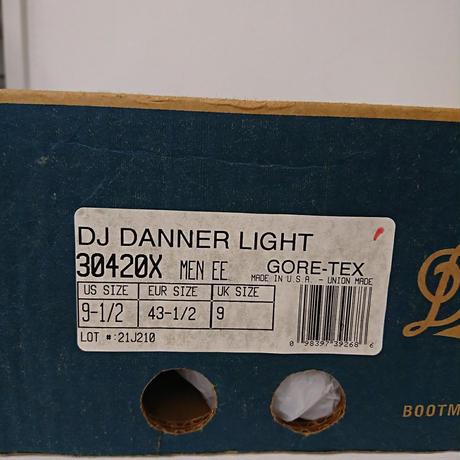 DJ DANNER LIGHT
30420X MEN EE GORE-TEX
MADE IN U.S.A. - UNION MADE
US SIZE EUR SIZE UK SIZE
9-1/2 43-1/2 9
LOT #:21J210
0 98397 39268 6
D
BOOTM